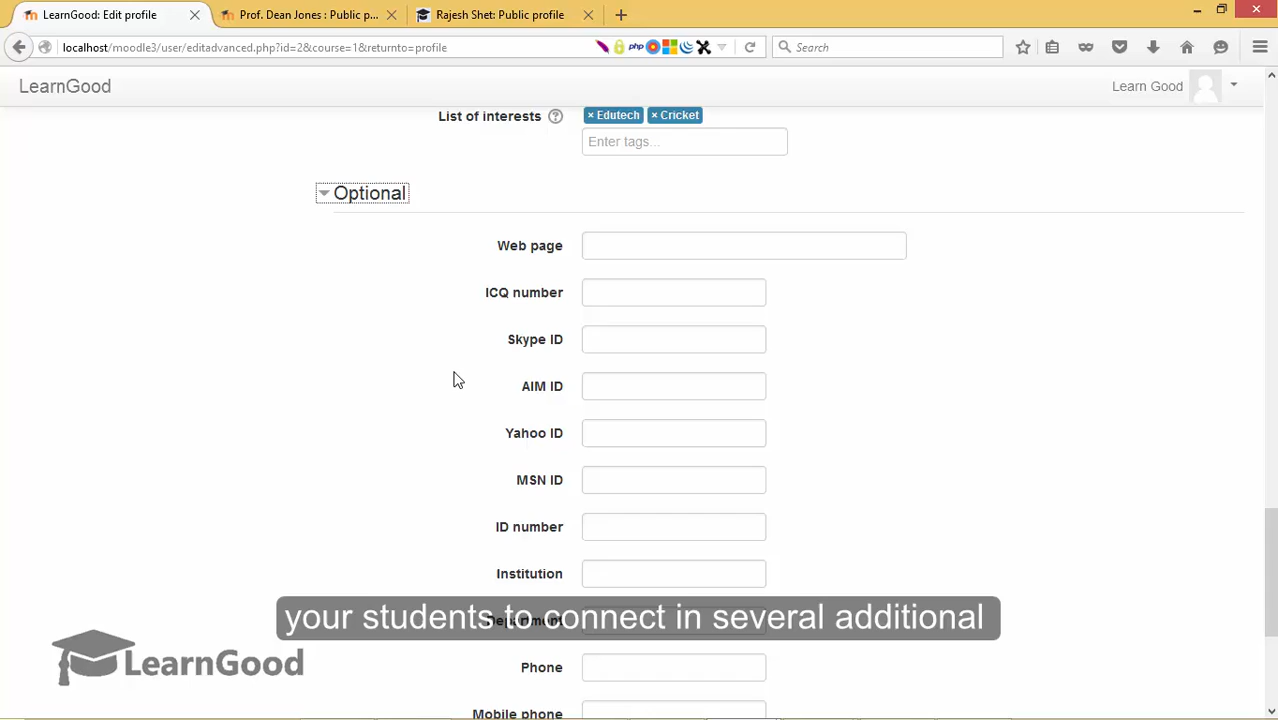 LearnGood: Edit profile
Prof. Dean Jones : Public p...
Rajesh Shet: Public profile
localhost/moodle3/user/editadvanced.php?id=2&course=1&returnto=profile
php
Search
LearnGood
Learn Good
List of interests
× Edutech × Cricket
Enter tags...
Optional
Web page
ICQ number
Skype ID
AIM ID
Yahoo ID
MSN ID
ID number
Institution
Department
your students to connect in several additional
LearnGood
Phone
Mobile phone